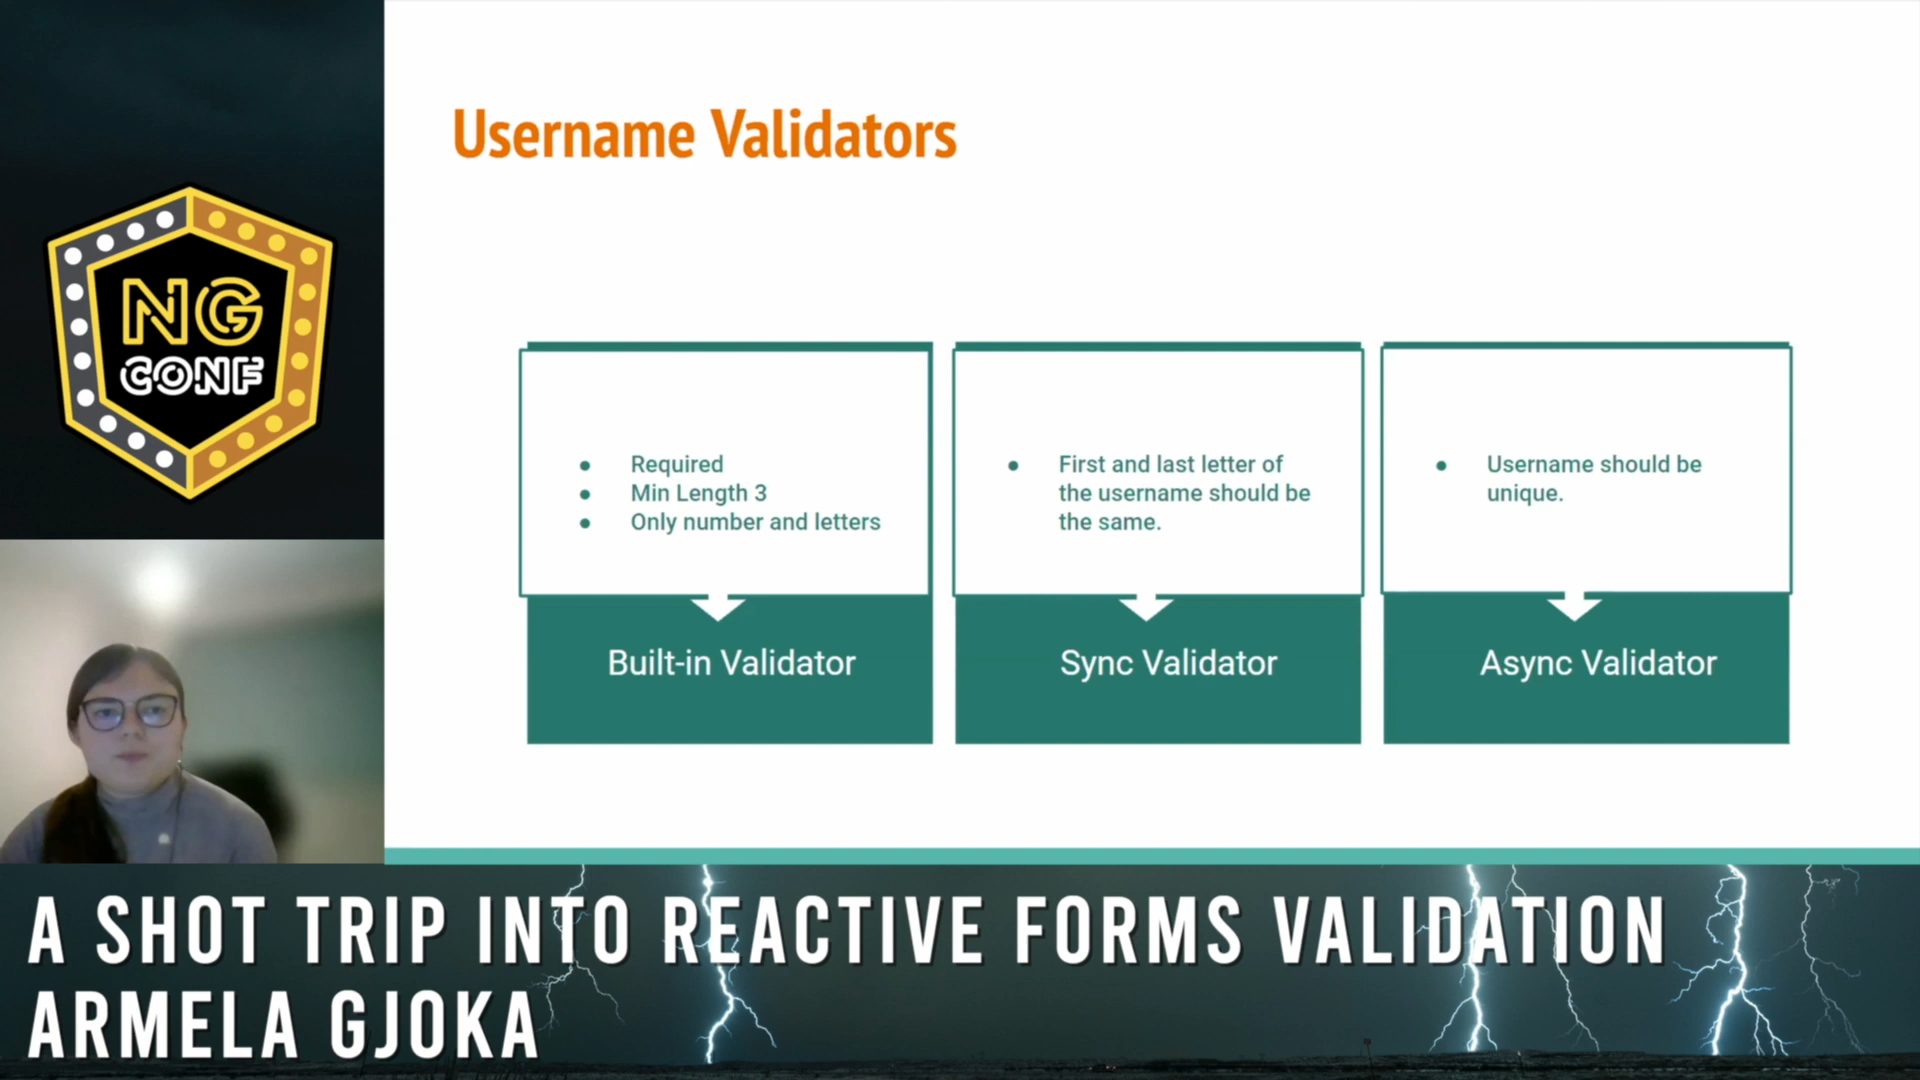 NG
CONF
Username Validators
Required
Min Length 3
Only number and letters
Built-in Validator
First and last letter of
the username should be
the same.
Sync Validator
Username should be
unique.
Async Validator
A SHOT TRIP INTO REACTIVE FORMS VALIDATION
ARMELA GJOKA